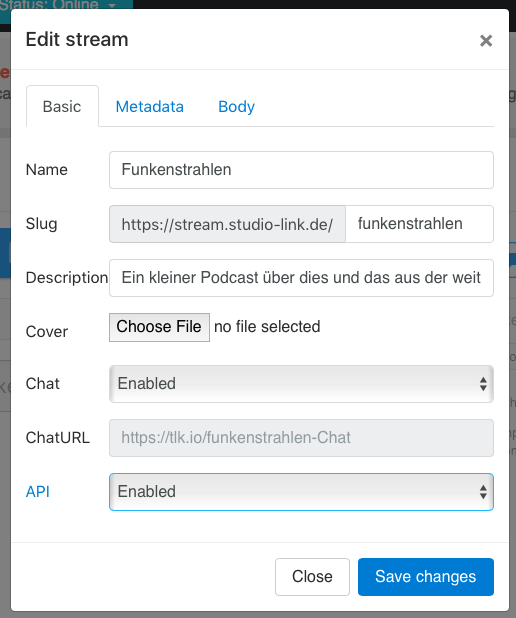 Status: Online
Edit stream ×
Basic Metadata Body
Name Funkenstrahlen
Slug https://stream.studio-link.de/ funkenstrahlen
Description Ein kleiner Podcast über dies und das aus der weit
Cover Choose File no file selected
Chat Enabled
ChatURL https://tlk.io/funkenstrahlen-Chat
API Enabled
Close Save changes